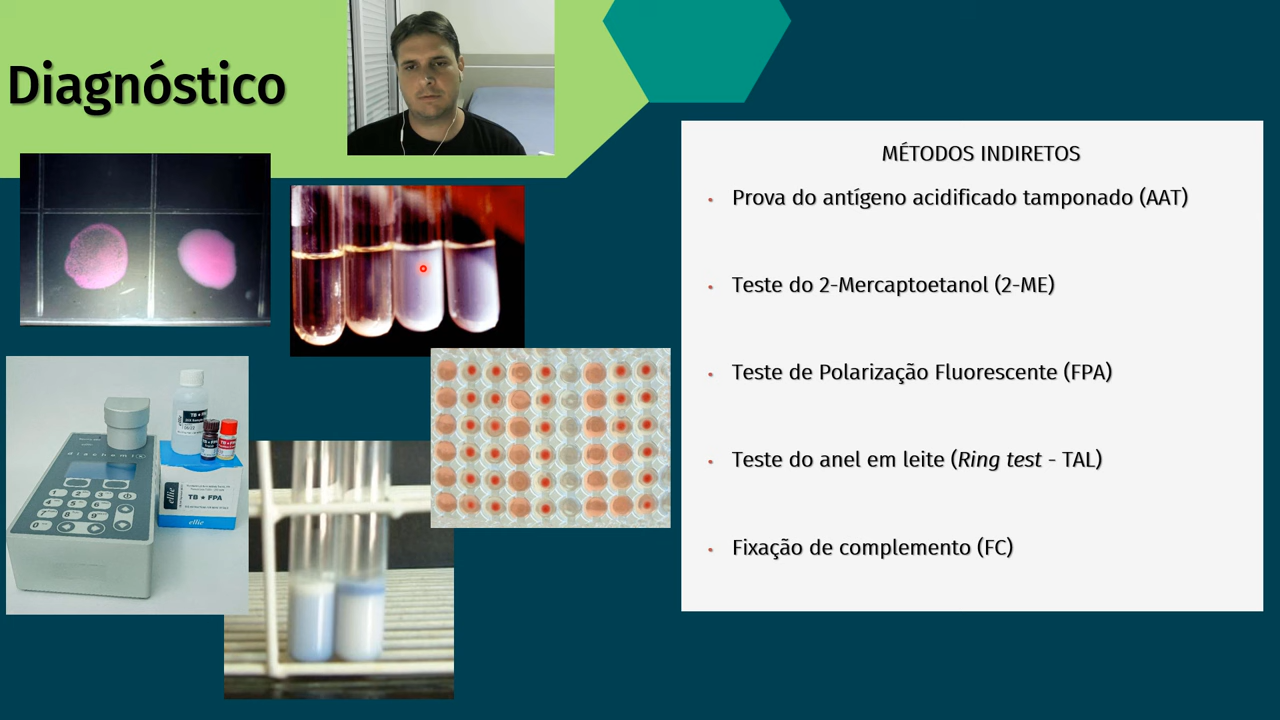 Diagnóstico
MÉTODOS INDIRETOS
• Prova do antígeno acidificado tamponado (AAT)
• Teste do 2-Mercaptoetanol (2-ME)
• Teste de Polarização Fluorescente (FPA)
• Teste do anel em leite (Ring test - TAL)
• Fixação de complemento (FC)
TB • FPA
ellie